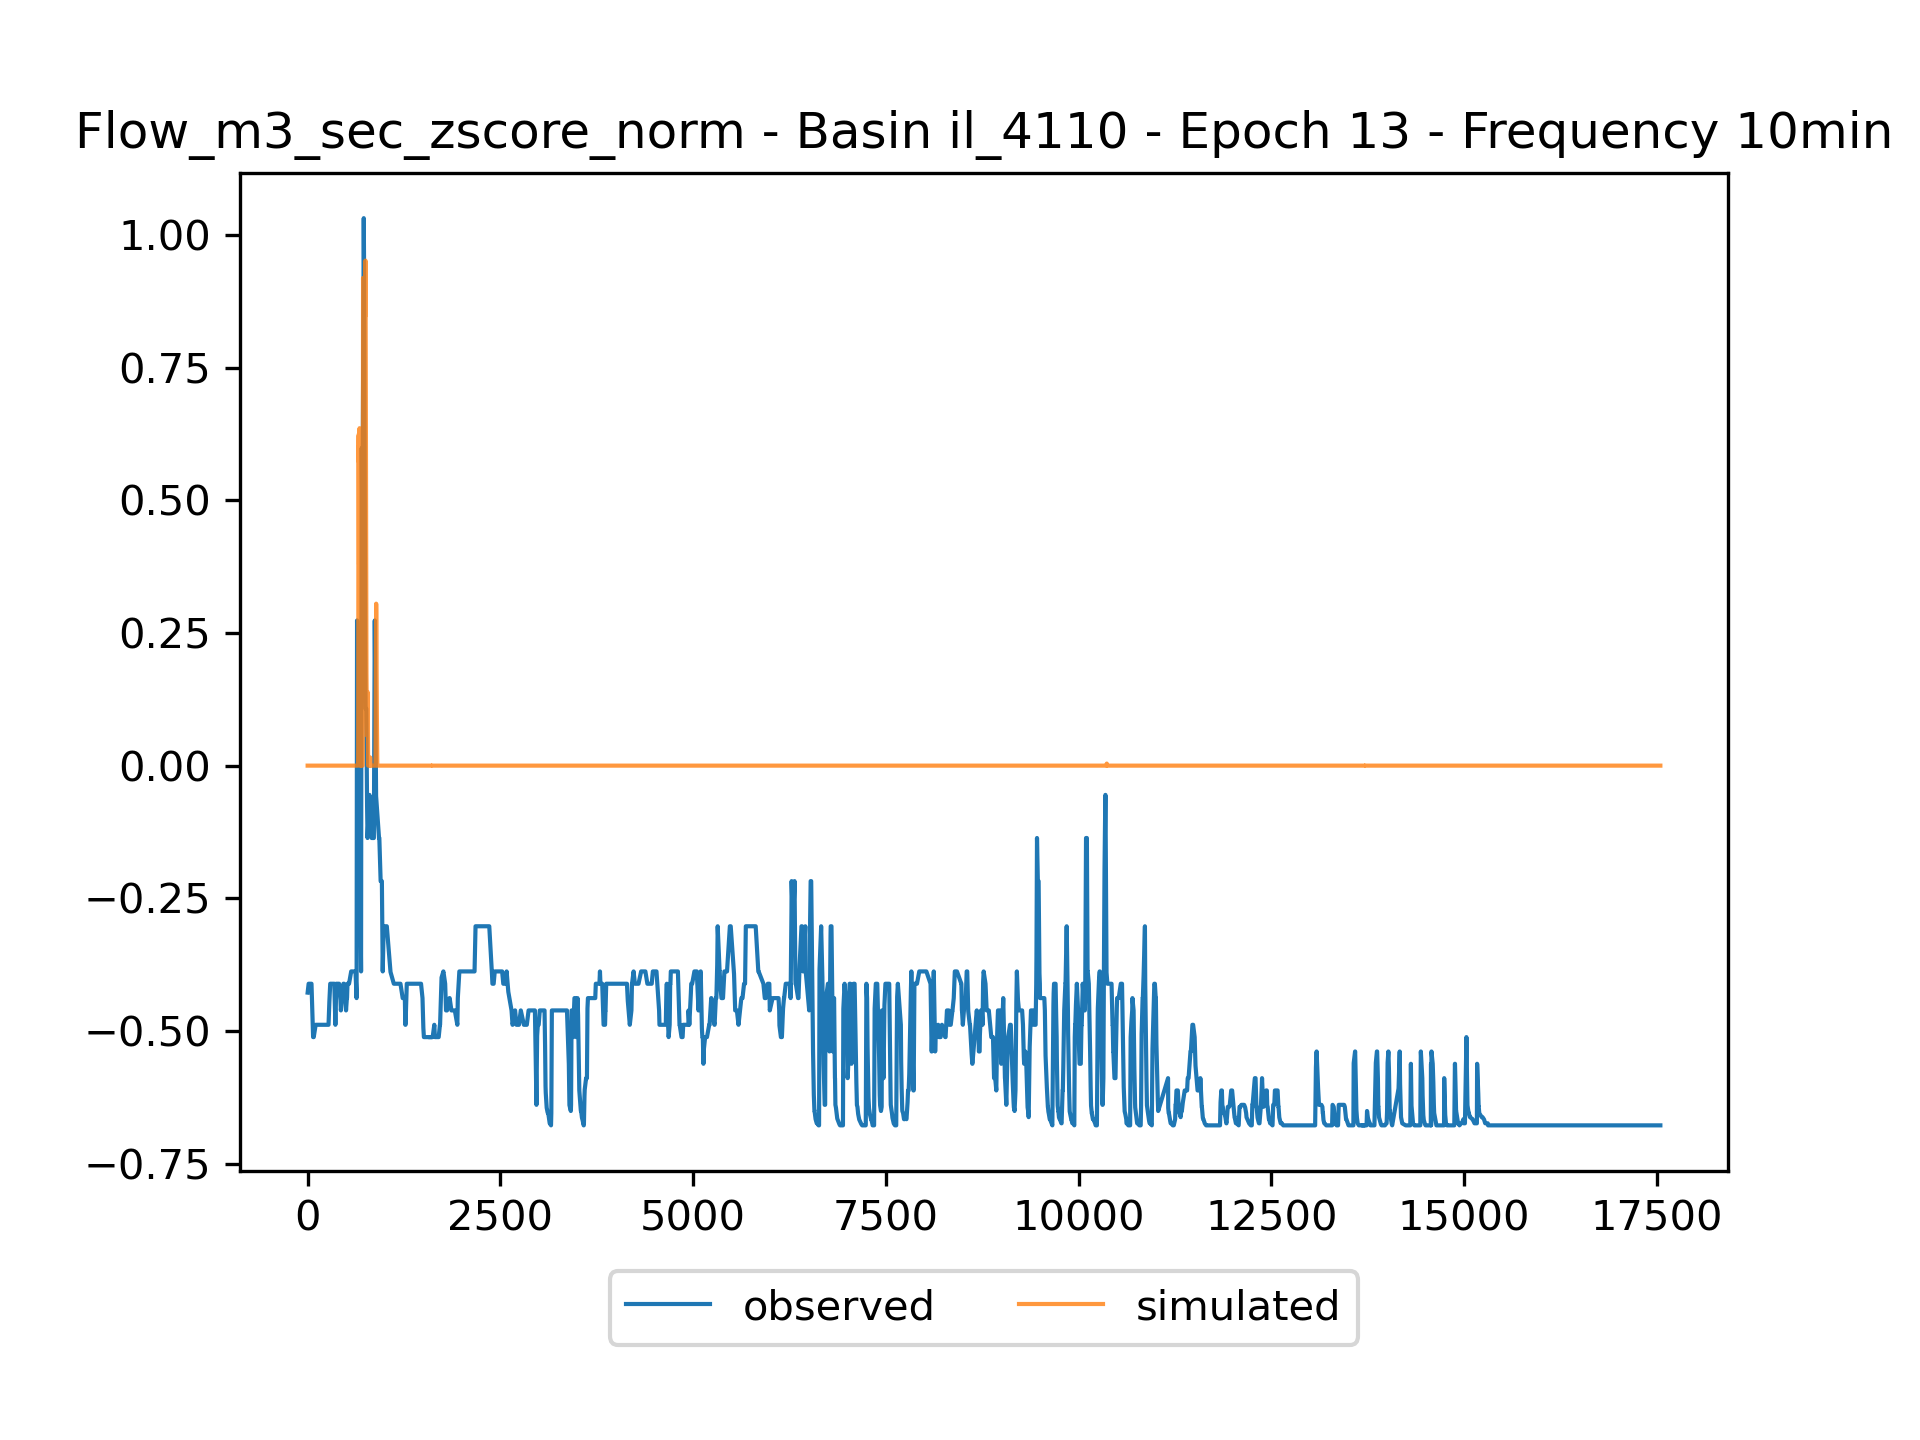 Flow_m3_sec_zscore_norm - Basin il_4110 - Epoch 13 - Frequency 10min
1.00
0.75
0.50
0.25
0.00
−0.25
−0.50
−0.75
0 2500 5000 7500 10000 12500 15000 17500
observed simulated